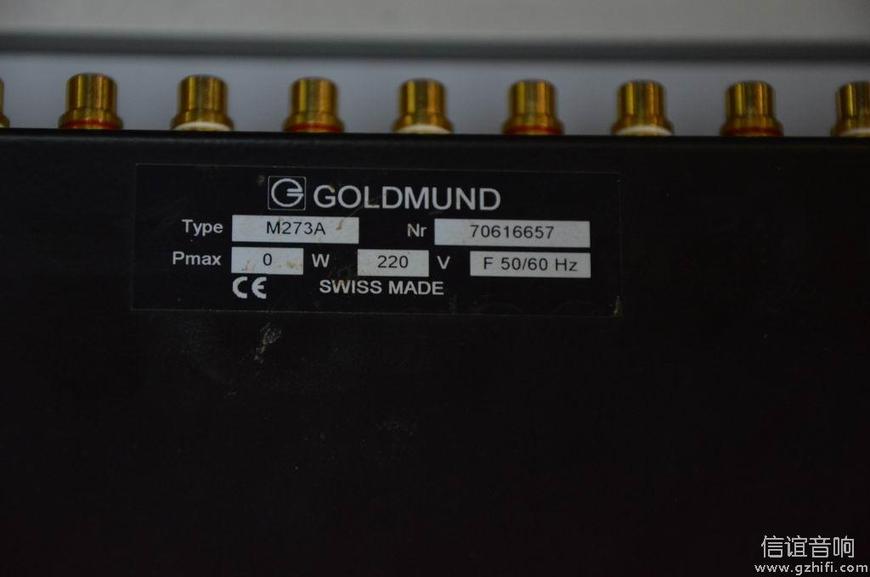 GOLDMUND
Type M273A Nr 70616657
Pmax 0 W 220 V F 50/60 Hz
CE SWISS MADE
信谊音响
www.gzhifi.com